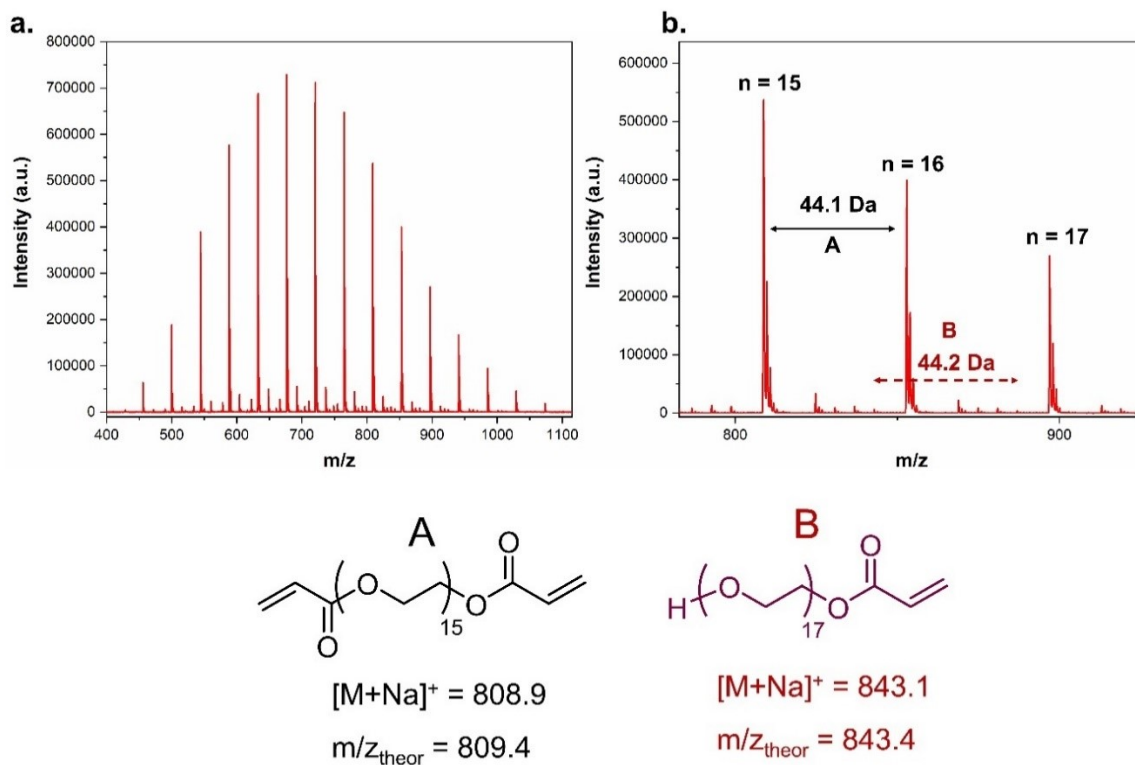 a.
800000
700000
600000
500000
400000
300000
200000
100000
0
Intensity (a.u.)
400 500 600 700 800 900 1000 1100
m/z
b.
600000
500000
400000
300000
200000
100000
0
Intensity (a.u.)
n = 15
n = 16
n = 17
44.1 Da
A
B
44.2 Da
800 900
m/z
A
O
O
O
O
15
[M+Na]+ = 808.9
m/ztheor = 809.4
B
O
H O
O
17
[M+Na]+ = 843.1
m/ztheor = 843.4